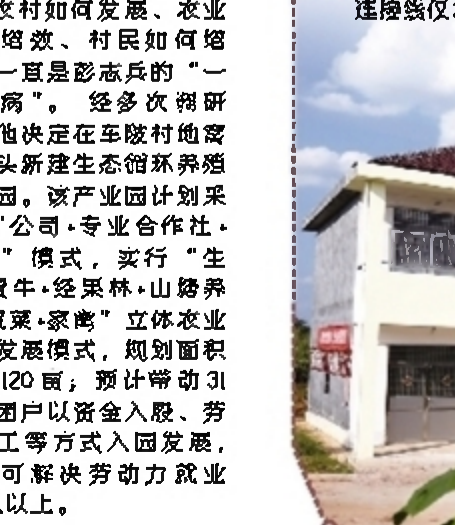 农村如何发展、农业
增效、村民如何增
一直是彭志兵的“一
病”。经多次调研
他决定在车陂村地窝
头新建生态循环养殖
园。该产业园计划采
“公司+专业合作社+
”模式，实行“生
黄牛+经果林+山塘养
蔬菜+家禽”立体农业
发展模式，规划面积
120亩；预计带动31
困户以资金入股、劳
工等方式入园发展，
可解决劳动力就业
以上。
连接线仅